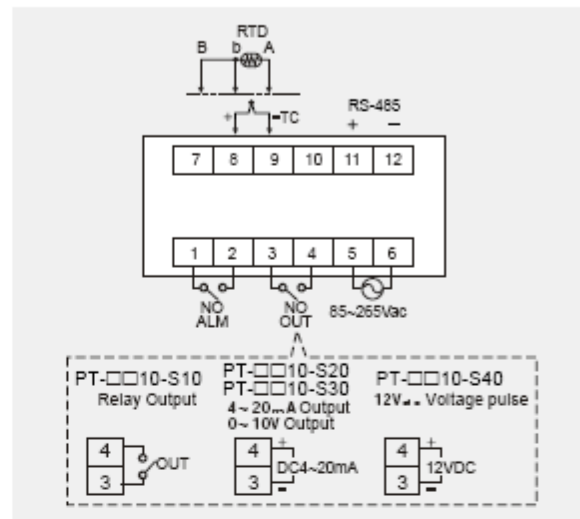 RTD
B b A
+ −TC
RS-485
+ −
7 8 9 10 11 12
1 2 3 4 5 6
NO
ALM
NO
OUT
85~265Vac
PT-□□10-S10
Relay Output
PT-□□10-S20
PT-□□10-S30
4~20mA Output
0~10V Output
PT-□□10-S40
12V Voltage pulse
4
3
OUT
4 +
3 −
DC4~20mA
4 +
3 −
12VDC